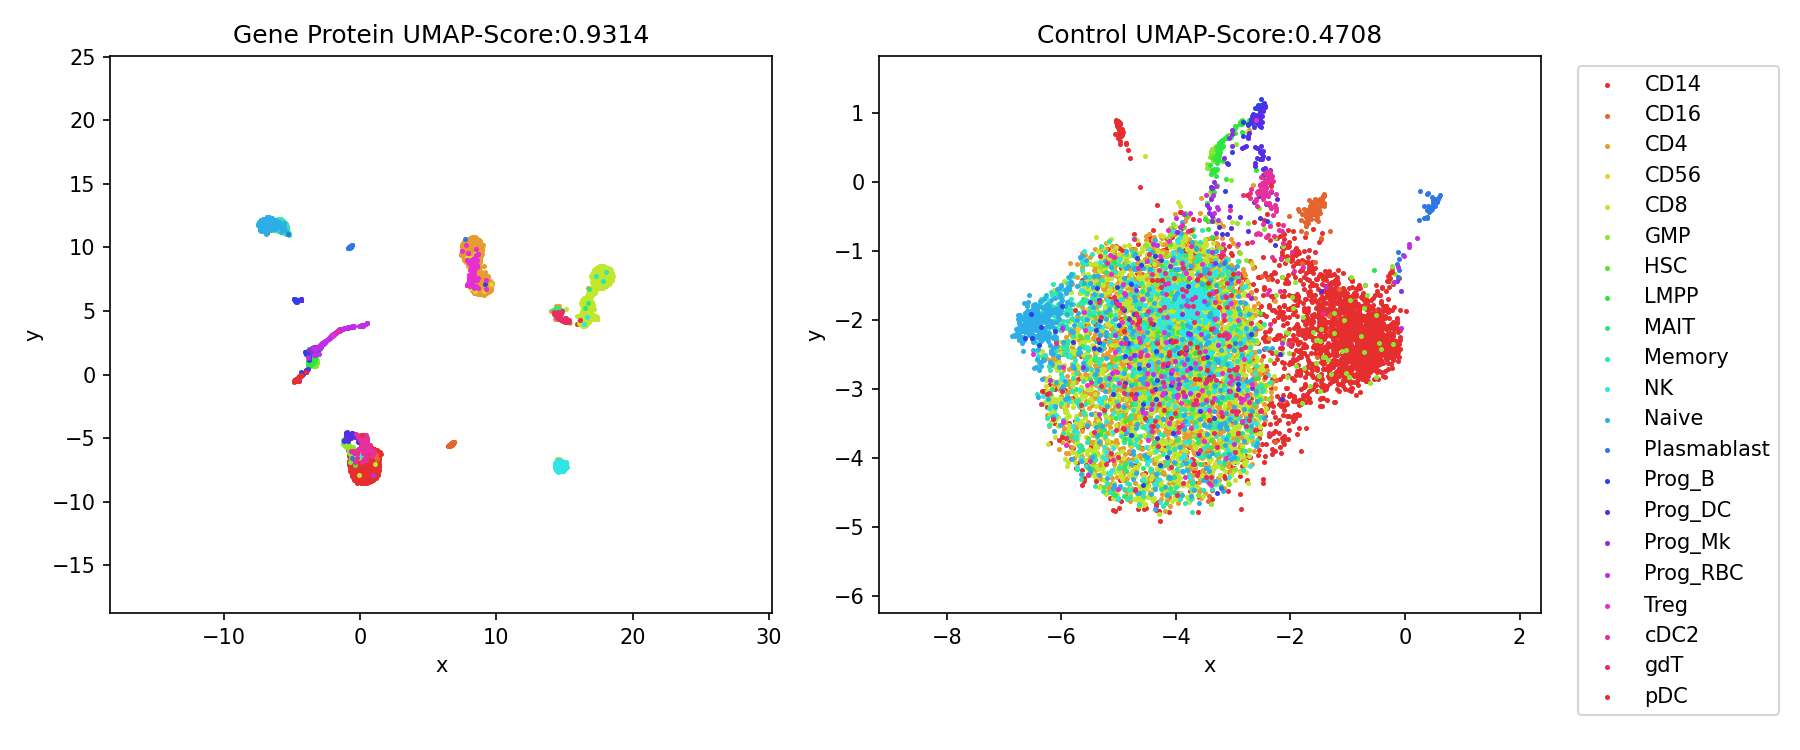 Gene Protein UMAP-Score:0.9314
25
20
15
10
5
0
−5
−10
−15
−10
0
10
20
30
x
y
Control UMAP-Score:0.4708
1
0
−1
−2
−3
−4
−5
−6
−8
−6
−4
−2
0
2
x
y
CD14
CD16
CD4
CD56
CD8
GMP
HSC
LMPP
MAIT
Memory
NK
Naive
Plasmablast
Prog_B
Prog_DC
Prog_Mk
Prog_RBC
Treg
cDC2
gdT
pDC